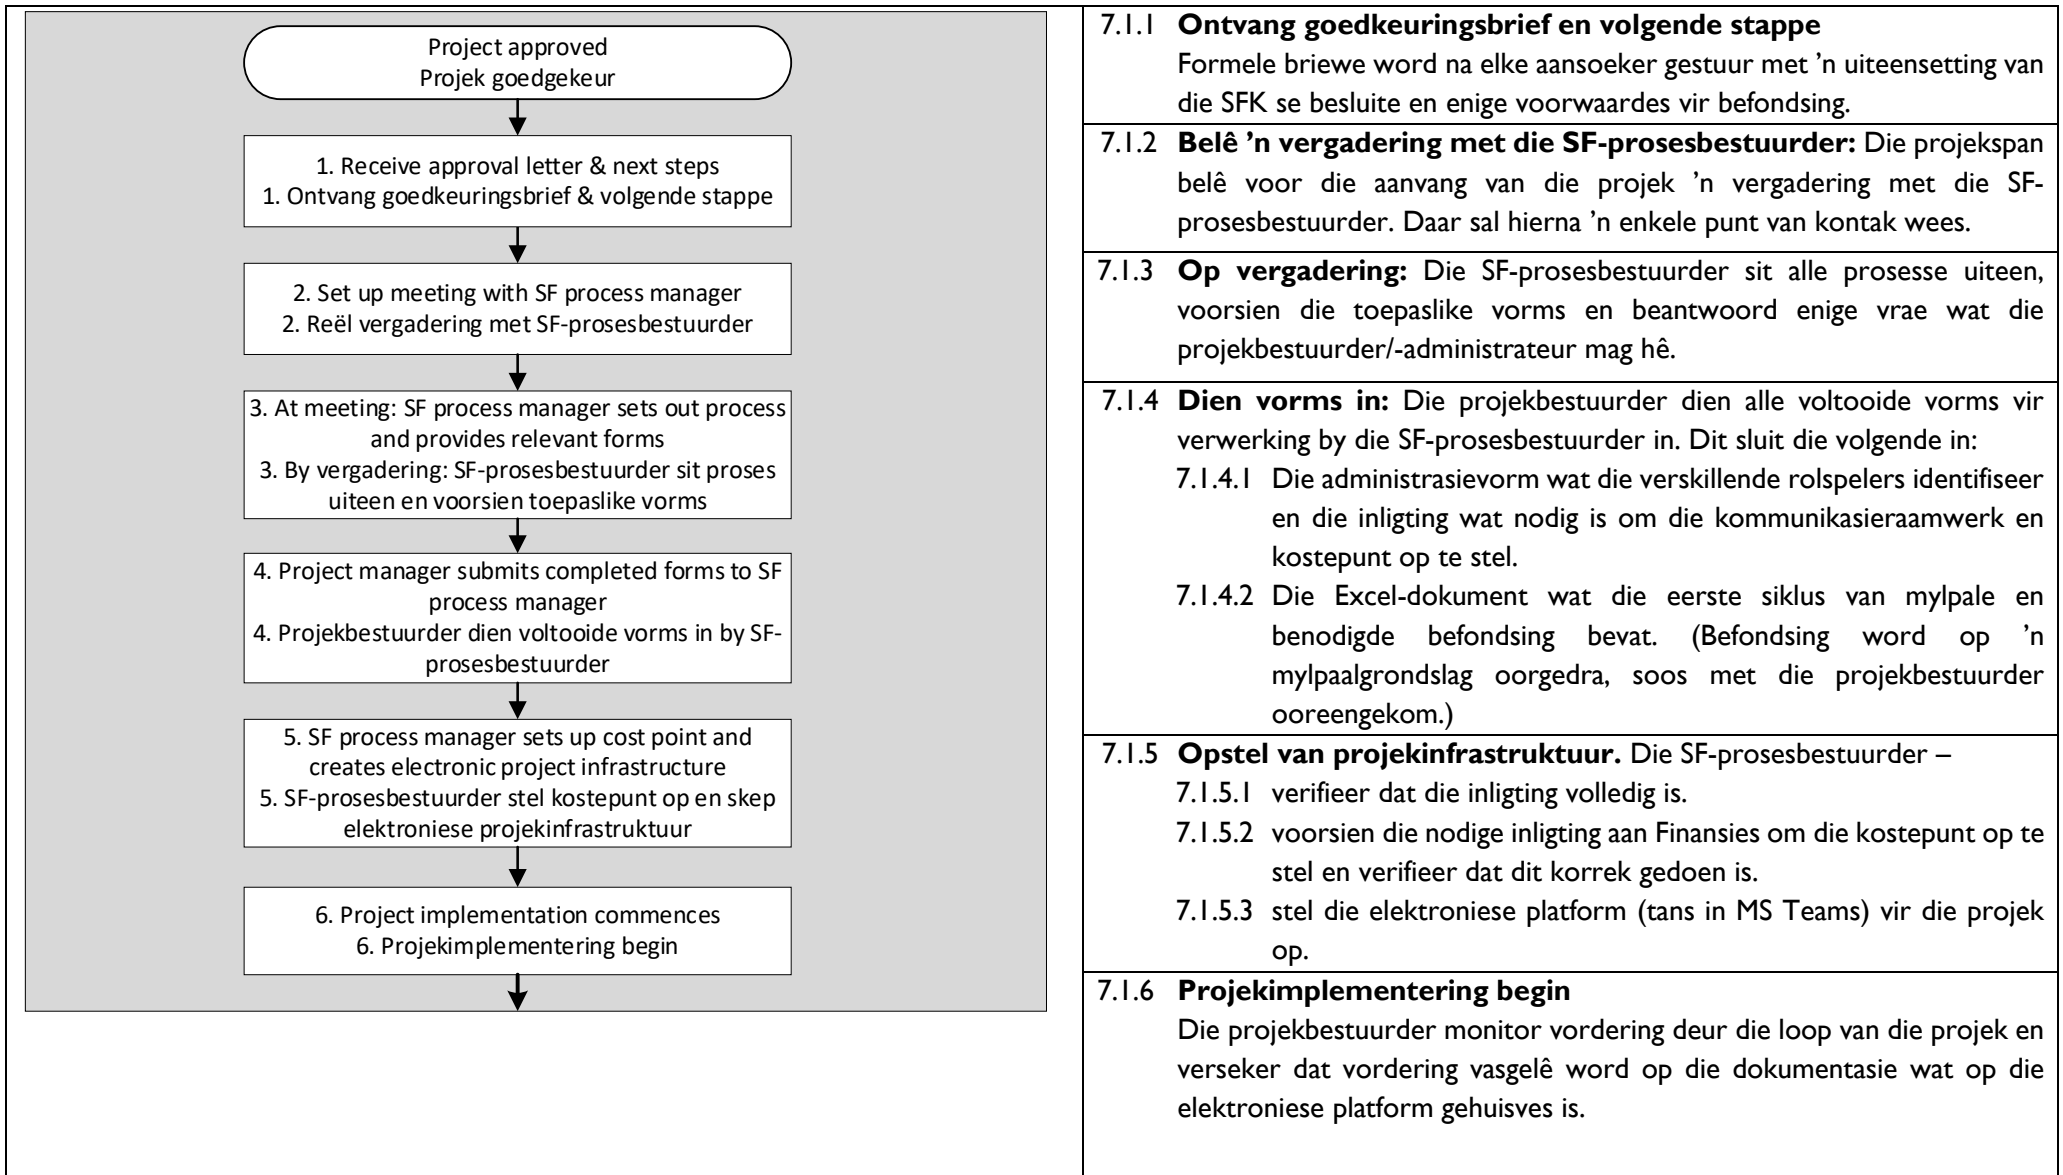 Project approved
Projek goedgekeur
1. Receive approval letter & next steps
1. Ontvang goedkeuringsbrief & volgende stappe
2. Set up meeting with SF process manager
2. Reël vergadering met SF-prosesbestuurder
3. At meeting: SF process manager sets out process
and provides relevant forms
3. By vergadering: SF-prosesbestuurder sit proses
uiteen en voorsien toepaslike vorms
4. Project manager submits completed forms to SF
process manager
4. Projekbestuurder dien voltooide vorms in by SF-
prosesbestuurder
5. SF process manager sets up cost point and
creates electronic project infrastructure
5. SF-prosesbestuurder stel kostepunt op en skep
elektroniese projekinfrastruktuur
6. Project implementation commences
6. Projekimplementering begin
7.1.1 Ontvang goedkeuringsbrief en volgende stappe
Formele briewe word na elke aansoeker gestuur met ’n uiteensetting van
die SFK se besluite en enige voorwaardes vir befondsing.
7.1.2 Belê ’n vergadering met die SF-prosesbestuurder: Die projekspan
belê voor die aanvang van die projek ’n vergadering met die SF-
prosesbestuurder. Daar sal hierna ’n enkele punt van kontak wees.
7.1.3 Op vergadering: Die SF-prosesbestuurder sit alle prosesse uiteen,
voorsien die toepaslike vorms en beantwoord enige vrae wat die
projekbestuurder/-administrateur mag hê.
7.1.4 Dien vorms in: Die projekbestuurder dien alle voltooide vorms vir
verwerking by die SF-prosesbestuurder in. Dit sluit die volgende in:
7.1.4.1 Die administrasievorm wat die verskillende rolspelers identifiseer
en die inligting wat nodig is om die kommunikasieraamwerk en
kostepunt op te stel.
7.1.4.2 Die Excel-dokument wat die eerste siklus van mylpale en
benodigde befondsing bevat. (Befondsing word op ’n
mylpaalgrondslag oorgedra, soos met die projekbestuurder
ooreengekom.)
7.1.5 Opstel van projekinfrastruktuur. Die SF-prosesbestuurder –
7.1.5.1 verifieer dat die inligting volledig is.
7.1.5.2 voorsien die nodige inligting aan Finansies om die kostepunt op te
stel en verifieer dat dit korrek gedoen is.
7.1.5.3 stel die elektroniese platform (tans in MS Teams) vir die projek
op.
7.1.6 Projekimplementering begin
Die projekbestuurder monitor vordering deur die loop van die projek en
verseker dat vordering vasgelê word op die dokumentasie wat op die
elektroniese platform gehuisves is.